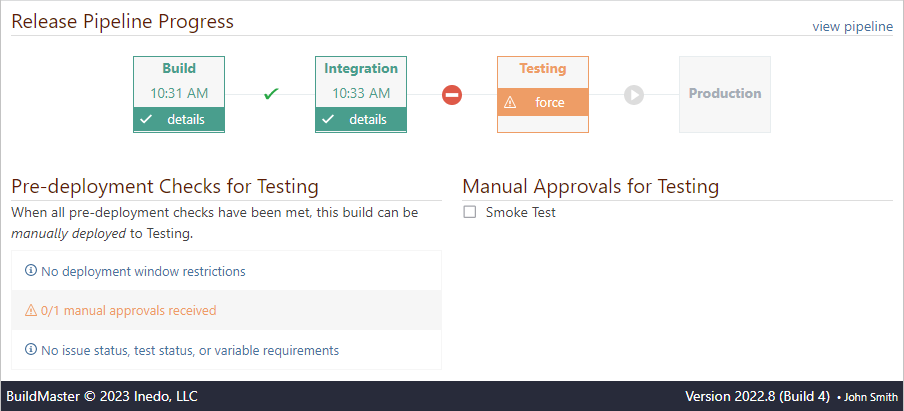 Release Pipeline Progress
view pipeline
Build
10:31 AM
details
Integration
10:33 AM
details
Testing
force
Production
Pre-deployment Checks for Testing
When all pre-deployment checks have been met, this build can be
manually deployed to Testing.
No deployment window restrictions
0/1 manual approvals received
No issue status, test status, or variable requirements
Manual Approvals for Testing
Smoke Test
BuildMaster © 2023 Inedo, LLC
Version 2022.8 (Build 4) • John Smith